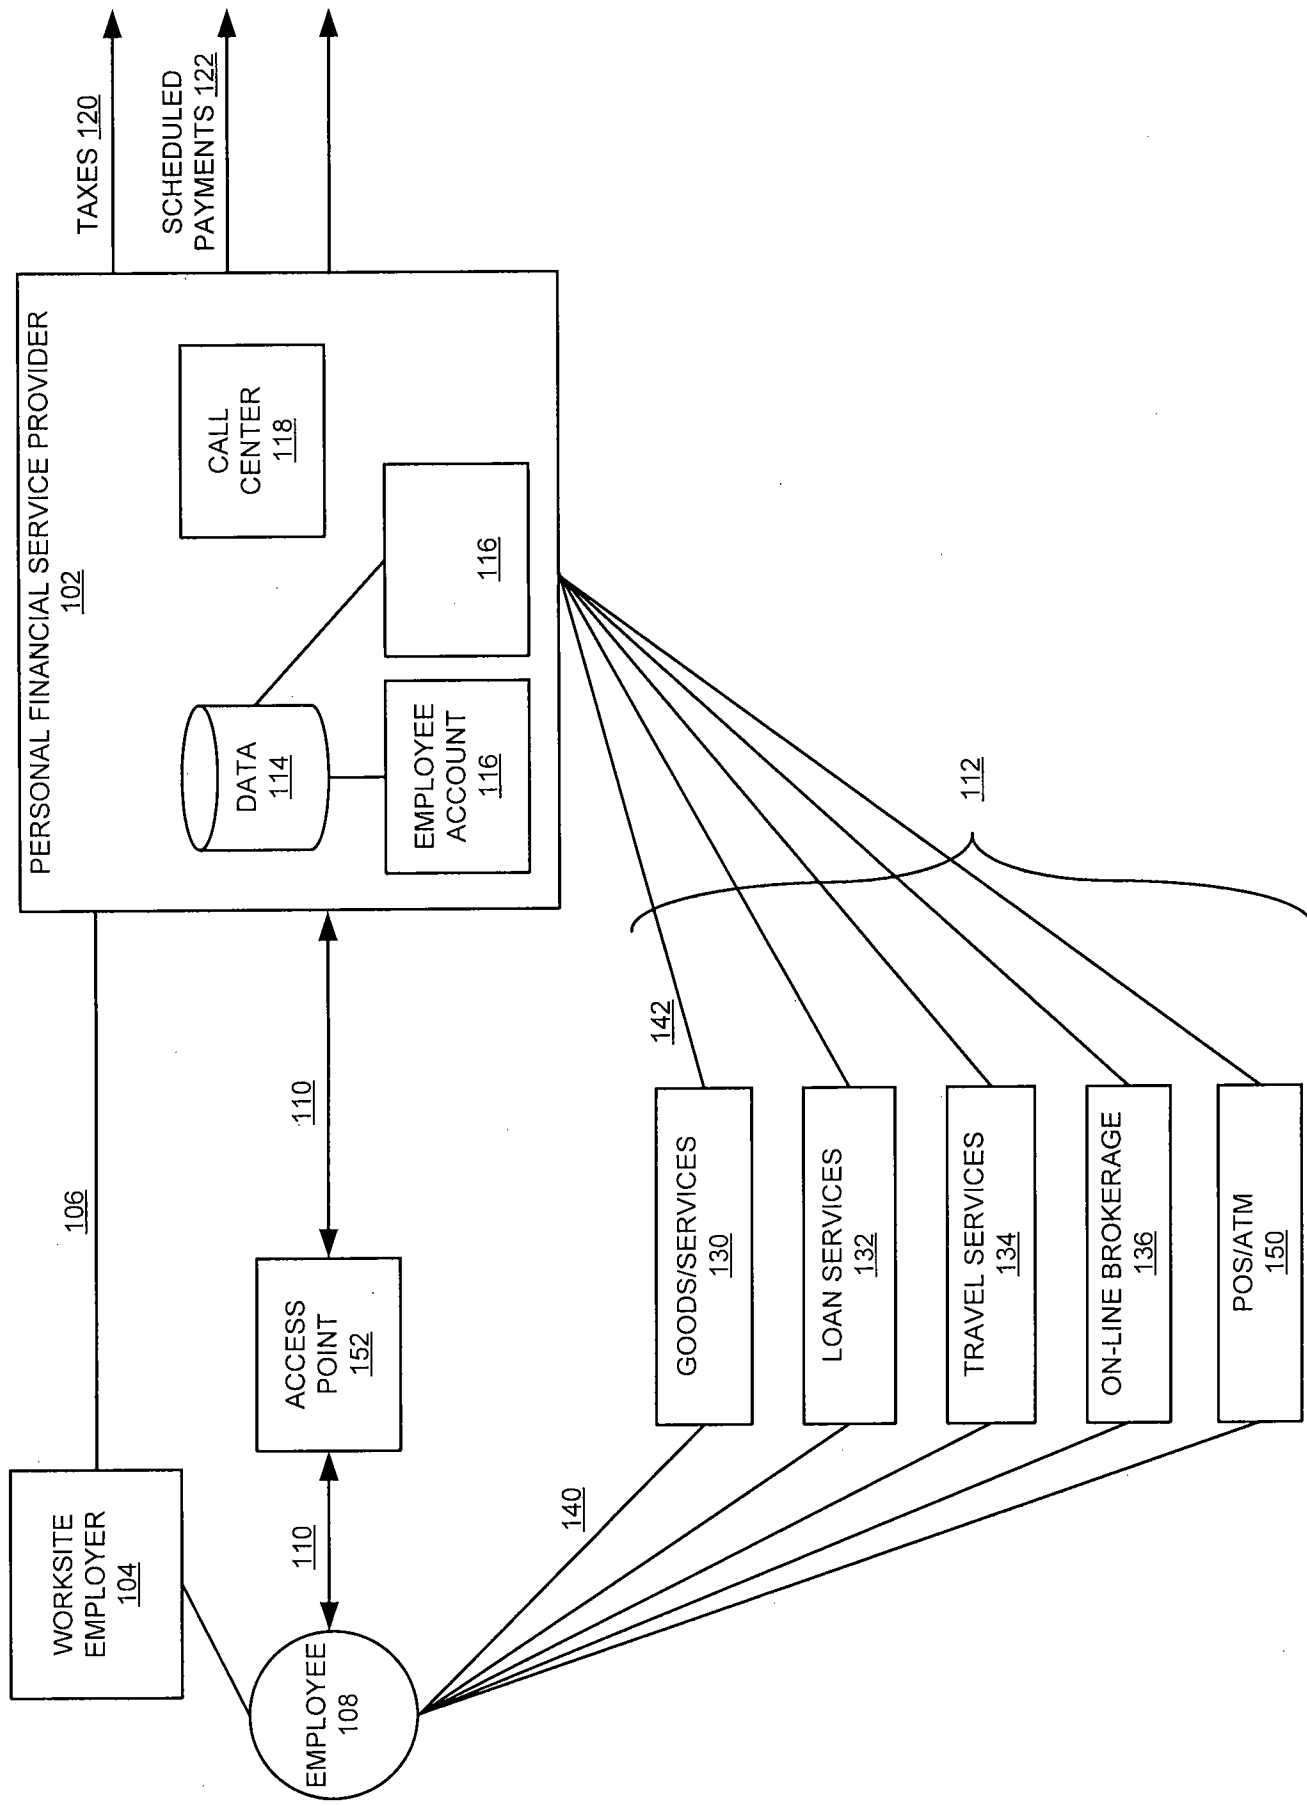 WORKSITE
EMPLOYER
104
106
PERSONAL FINANCIAL SERVICE PROVIDER
102
TAXES 120
SCHEDULED
PAYMENTS 122
EMPLOYEE
108
110
ACCESS
POINT
152
110
DATA
114
CALL
CENTER
118
EMPLOYEE
ACCOUNT
116
116
140
142
112
GOODS/SERVICES
130
LOAN SERVICES
132
TRAVEL SERVICES
134
ON-LINE BROKERAGE
136
POS/ATM
150